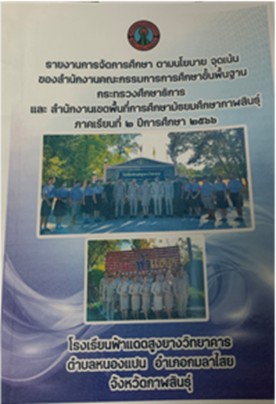 รายงานการจัดการศึกษา ตามนโยบาย จุดเน้น
ของสำนักงานคณะกรรมการการศึกษาขั้นพื้นฐาน
กระทรวงศึกษาธิการ
และ สำนักงานเขตพื้นที่การศึกษามัธยมศึกษากาฬสินธุ์
ภาคเรียนที่ ๒ ปีการศึกษา ๒๕๖๖
โรงเรียนฟ้าแดดสูงยางวิทยาคาร
ตำบลหนองแปน อำเภอกมลาไสย
จังหวัดกาฬสินธุ์